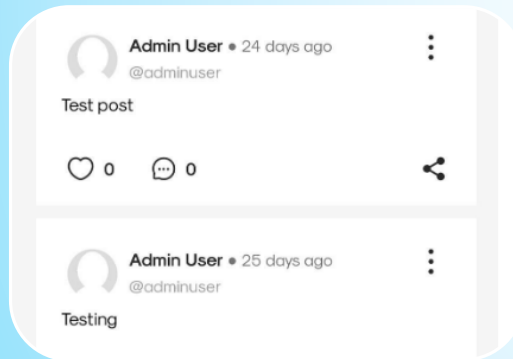 Admin User • 24 days ago
@adminuser
Test post
0 0
Admin User • 25 days ago
@adminuser
Testing